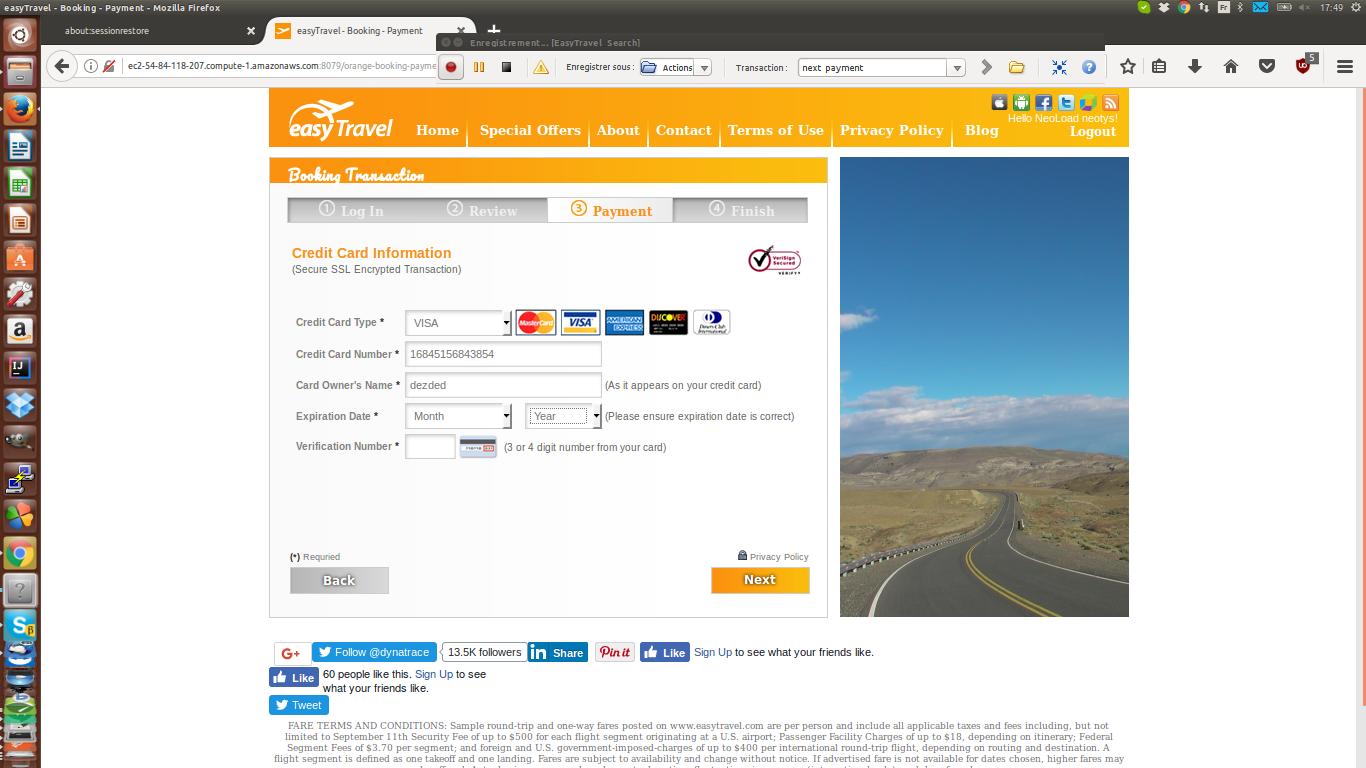 easyTravel - Booking - Payment - Mozilla Firefox
Fr
17:49
about:sessionrestore
easyTravel - Booking - Payment
Enregistrement... [EasyTravel_Search]
ec2-54-84-118-207.compute-1.amazonaws.com:8079/orange-booking-payme
Enregistrer sous :
Actions
Transaction :
next payment
5
easyTravel
Home
Special Offers
About
Contact
Terms of Use
Privacy Policy
Blog
Hello NeoLoad neotys!
Logout
Booking Transaction
1 Log In
2 Review
3 Payment
4 Finish
Credit Card Information
(Secure SSL Encrypted Transaction)
VeriSign
Secured
VERIFY
Credit Card Type *
VISA
MasterCard
VISA
AMERICAN EXPRESS
DISCOVER
Diners Club International
Credit Card Number *
16845156843854
Card Owner's Name *
dezded
(As it appears on your credit card)
Expiration Date *
Month
Year
(Please ensure expiration date is correct)
Verification Number *
(3 or 4 digit number from your card)
(*) Requried
Privacy Policy
Back
Next
G+
Follow @dynatrace
13.5K followers
in Share
Pin it
Like
Sign Up to see what your friends like.
Like
60 people like this. Sign Up to see
what your friends like.
Tweet
FARE TERMS AND CONDITIONS: Sample round-trip and one-way fares posted on www.easytravel.com are per person and include all applicable taxes and fees including, but not
limited to September 11th Security Fee of up to $500 for each flight segment originating at a U.S. airport; Passenger Facility Charges of up to $18, depending on itinerary; Federal
Segment Fees of $3.70 per segment; and foreign and U.S. government-imposed-charges of up to $400 per international round-trip flight, depending on routing and destination. A
flight segment is defined as one takeoff and one landing. Fares are subject to availability and change without notice. If advertised fare is not available for dates chosen, higher fares may